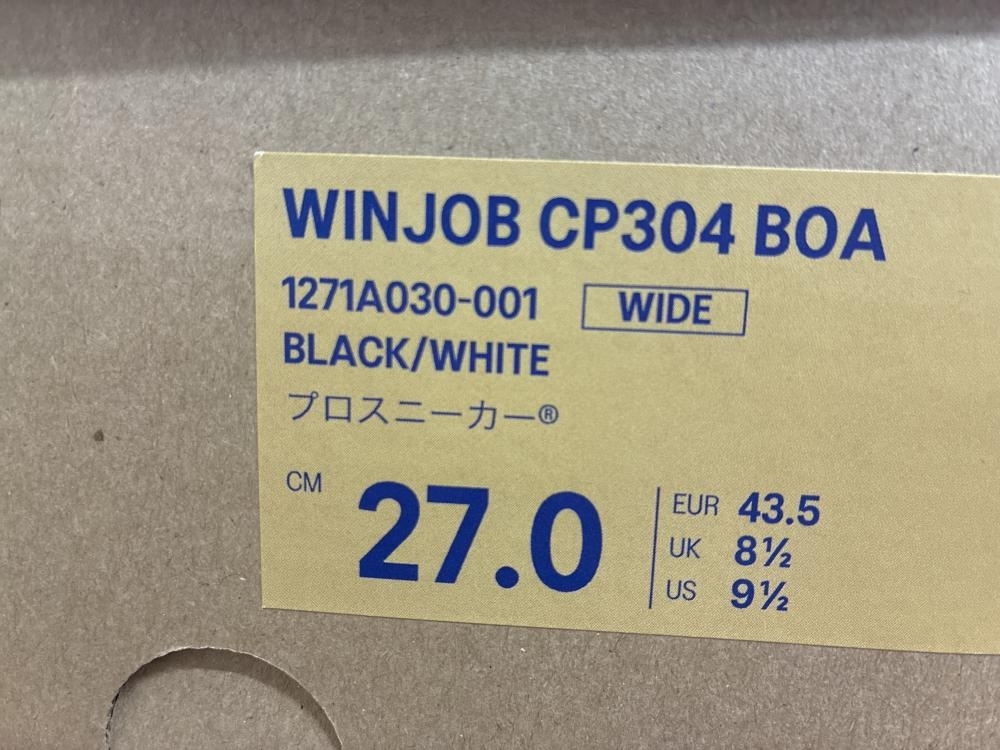 WINJOB CP304 BOA
1271A030-001 WIDE
BLACK/WHITE
プロスニーカー®
CM 27.0
EUR 43.5
UK 8½
US 9½